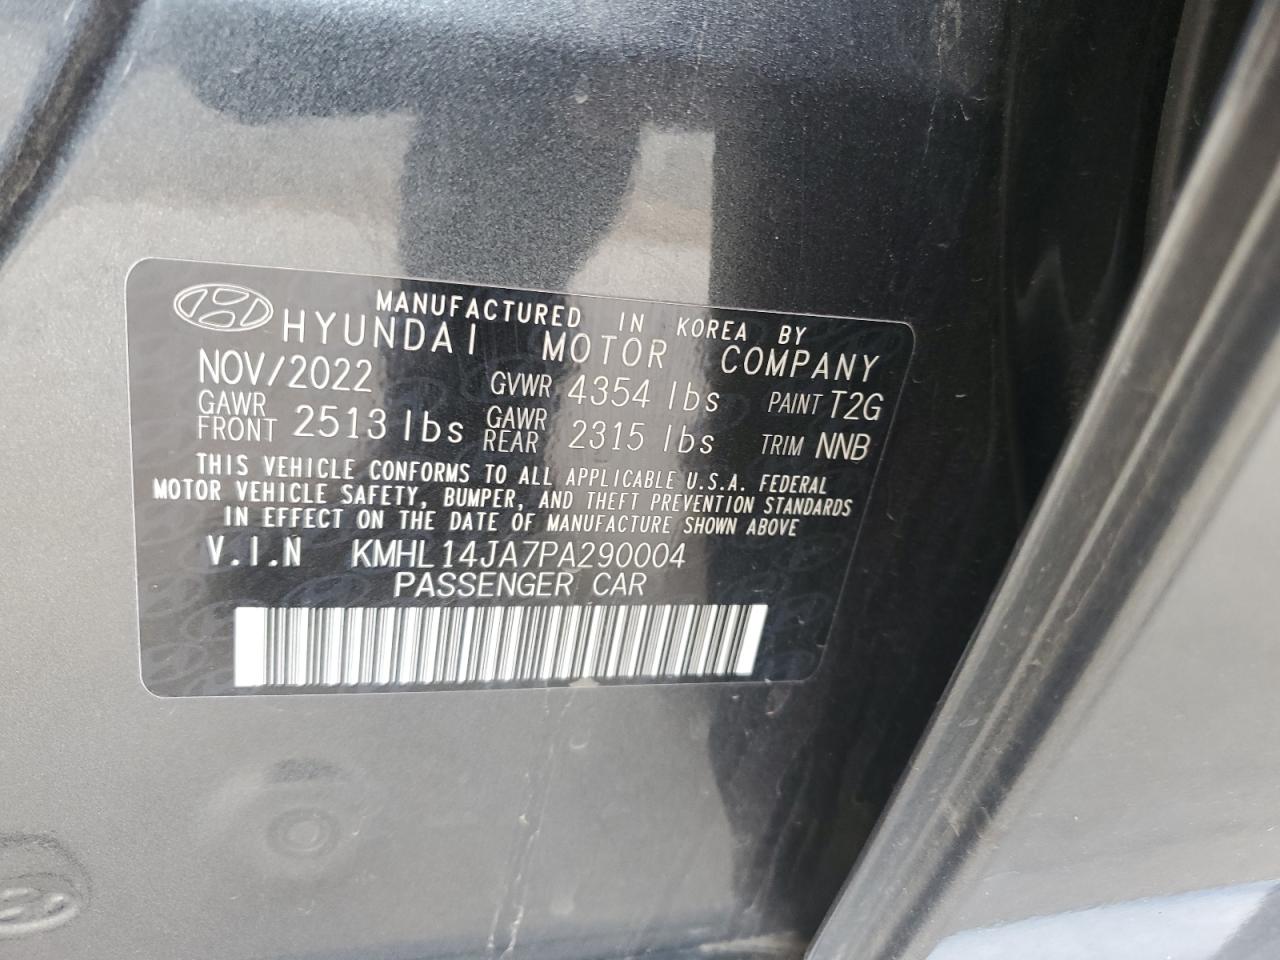 MANUFACTURED IN KOREA BY
HYUNDAI MOTOR COMPANY
NOV/2022 GVWR 4354 lbs PAINT T2G
GAWR FRONT 2513 lbs GAWR REAR 2315 lbs TRIM NNB
THIS VEHICLE CONFORMS TO ALL APPLICABLE U.S.A. FEDERAL
MOTOR VEHICLE SAFETY, BUMPER, AND THEFT PREVENTION STANDARDS
IN EFFECT ON THE DATE OF MANUFACTURE SHOWN ABOVE
V.I.N KMHL14JA7PA290004
PASSENGER CAR